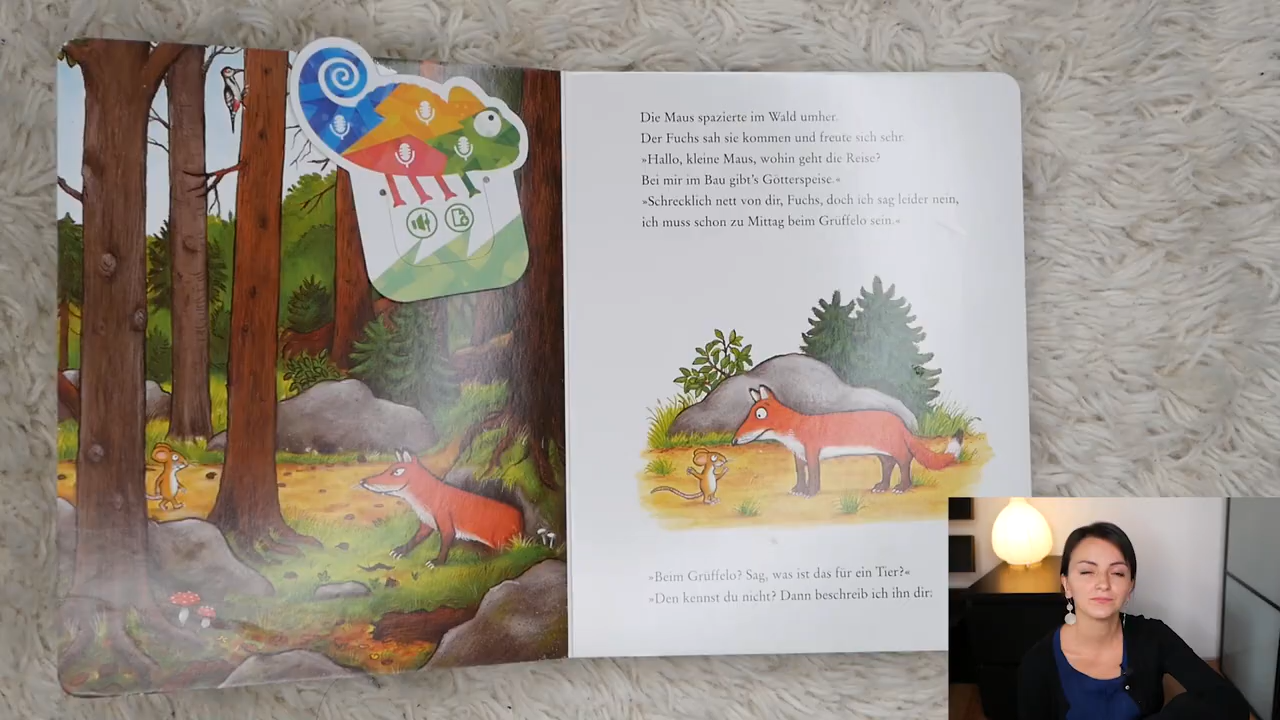 Die Maus spazierte im Wald umher.
Der Fuchs sah sie kommen und freute sich sehr.
»Hallo, kleine Maus, wohin geht die Reise?
Bei mir im Bau gibt's Götterspeise.«
»Schrecklich nett von dir, Fuchs, doch ich sag leider nein,
ich muss schon zu Mittag beim Grüffelo sein.«
»Beim Grüffelo? Sag, was ist das für ein Tier?«
»Den kennst du nicht? Dann beschreib ich ihn dir: